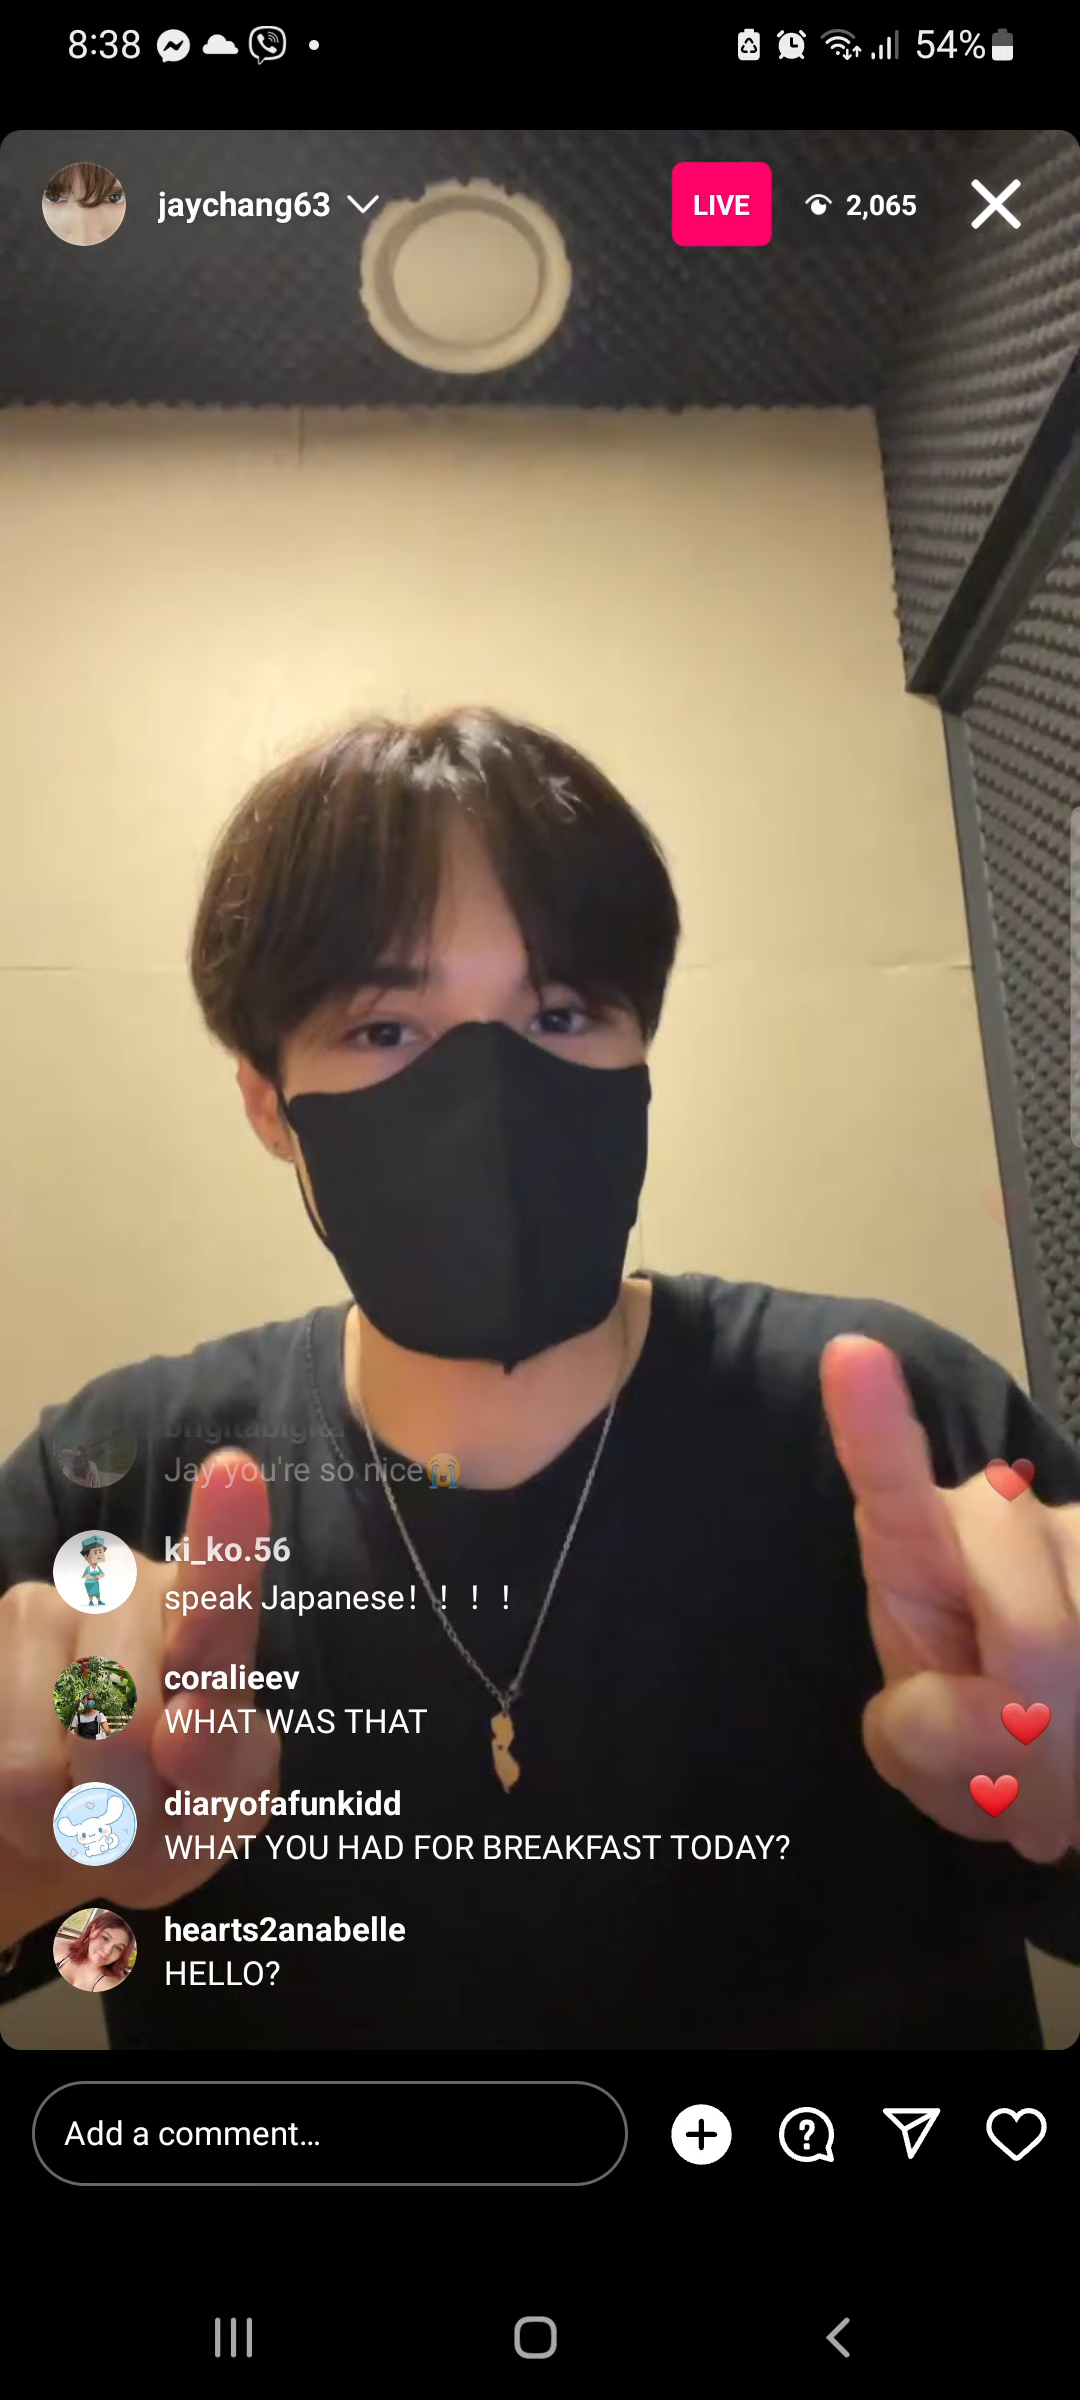 8:38
54%
jaychang63
LIVE
2,065
brigitabigita
Jay you're so nice😭
ki_ko.56
speak Japanese！！！！
coralieev
WHAT WAS THAT
diaryofafunkidd
WHAT YOU HAD FOR BREAKFAST TODAY?
hearts2anabelle
HELLO?
Add a comment…